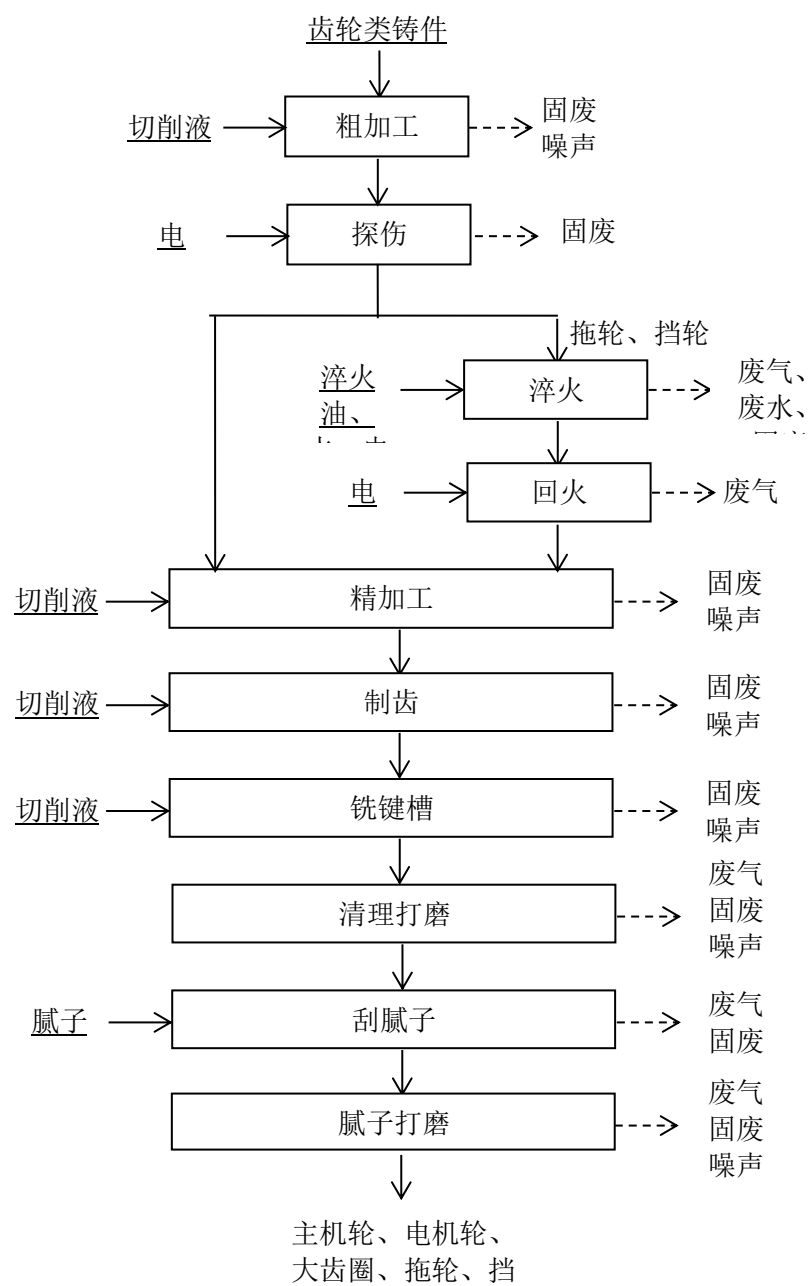 齿轮类铸件
切削液
粗加工
固废
噪声
电
探伤
固废
拖轮、挡轮
淬火
油、
淬火
废气、
废水、
电
回火
废气
切削液
精加工
固废
噪声
切削液
制齿
固废
噪声
切削液
铣键槽
固废
噪声
清理打磨
废气
固废
噪声
腻子
刮腻子
废气
固废
腻子打磨
废气
固废
噪声
主机轮、电机轮、
大齿圈、拖轮、挡